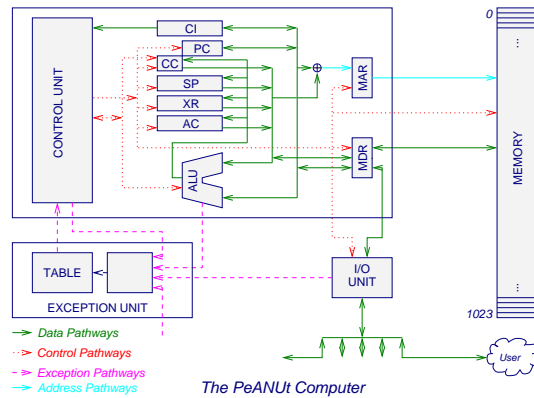 0
CI
PC
CC
SP
XR
AC
ALU
CONTROL UNIT
MAR
MDR
MEMORY
...
...
1023
TABLE
EXCEPTION UNIT
I/O
UNIT
User
Data Pathways
Control Pathways
Exception Pathways
Address Pathways
The PeANUt Computer